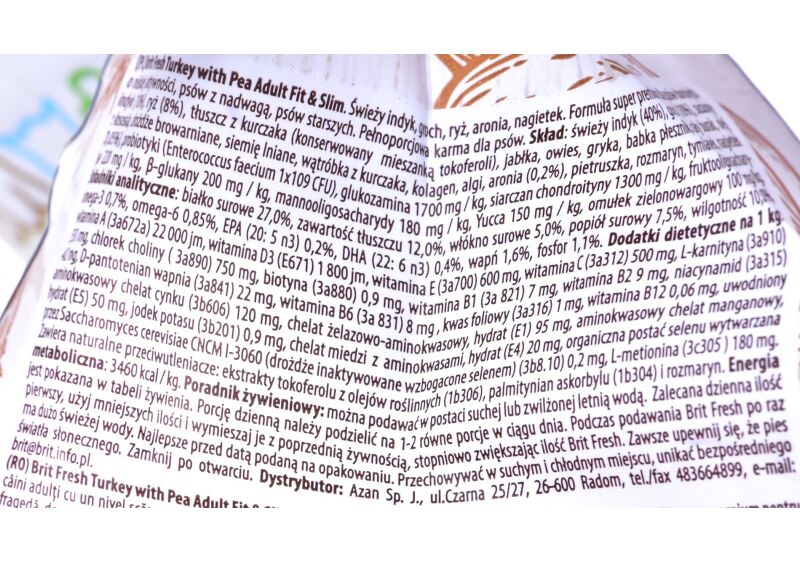 Brit Fresh Turkey with Pea Adult Fit & Slim. Świeży indyk, groch, ryż, aronia, nagietek. Formuła super premium
aktywności, psów z nadwagą, psów starszych. Pełnoporcjowa karma dla psów. Skład: świeży indyk (40%),
ryż (8%), tłuszcz z kurczaka (konserwowany mieszanką tokoferoli), jabłka, owies, gryka, babka płesznik
drożdże browarniane, siemię lniane, wątróbka z kurczaka, kolagen, algi, aronia (0,2%), pietruszka, rozmaryn, tymianek,
probiotyki (Enterococcus faecium 1x109 CFU), glukozamina 1700 mg / kg, siarczan chondroityny 1300 mg / kg,
20 mg / kg, β-glukany 200 mg / kg, mannooligosacharydy 180 mg / kg, Yucca 150 mg / kg, omułek zielonowargowy 100 mg
Składniki analityczne: białko surowe 27,0%, zawartość tłuszczu 12,0%, włókno surowe 5,0%, popiół surowy 7,5%, wilgotność
omega-3 0,7%, omega-6 0,85%, EPA (20: 5 n3) 0,2%, DHA (22: 6 n3) 0,4%, wapń 1,6%, fosfor 1,1%. Dodatki dietetyczne na 1 kg:
witamina A (3a672a) 22 000 jm, witamina D3 (E671) 1 800 jm, witamina E (3a700) 600 mg, witamina C (3a312) 500 mg, L-karnityna (3a910)
mg, chlorek choliny ( 3a890) 750 mg, biotyna (3a880) 0,9 mg, witamina B1 (3a 821) 7 mg, witamina B2 9 mg, niacynamid (3a315)
mg, D-pantotenian wapnia (3a841) 22 mg, witamina B6 (3a 831) 8 mg , kwas foliowy (3a316) 1 mg, witamina B12 0,06 mg, uwodniony
aminokwasowy chelat cynku (3b606) 120 mg, chelat żelazowo-aminokwasowy, hydrat (E1) 95 mg, aminokwasowy chelat manganowy,
hydrat (E5) 50 mg, jodek potasu (3b201) 0,9 mg, chelat miedzi z aminokwasami, hydrat (E4) 20 mg, organiczna postać selenu wytwarzana
przez Saccharomyces cerevisiae CNCM I-3060 (drożdże inaktywowane wzbogacone selenem) (3b8.10) 0,2 mg, L-metionina (3c305 ) 180 mg.
Zawiera naturalne przeciwutleniacze: ekstrakty tokoferolu z olejów roślinnych (1b306), palmitynian askorbylu (1b304) i rozmaryn. Energia
metaboliczna: 3460 kcal / kg. Poradnik żywieniowy: można podawać w postaci suchej lub zwilżonej letnią wodą. Zalecana dzienna ilość
jest pokazana w tabeli żywienia. Porcję dzienną należy podzielić na 1-2 równe porcje w ciągu dnia. Podczas podawania Brit Fresh po raz
pierwszy, użyj mniejszych ilości i wymieszaj je z poprzednią żywnością, stopniowo zwiększając ilość Brit Fresh. Zawsze upewnij się, że pies
ma dużo świeżej wody. Najlepsze przed datą podaną na opakowaniu. Przechowywać w suchym i chłodnym miejscu, unikać bezpośredniego
światła słonecznego. Zamknij po otwarciu. Dystrybutor: Azan Sp. J., ul.Czarna 25/27, 26-600 Radom, tel./fax 483664899, e-mail:
brit@brit.info.pl.
(RO) Brit Fresh Turkey with Pea Adult Fit &
câini adulți cu un nivel
fragedă